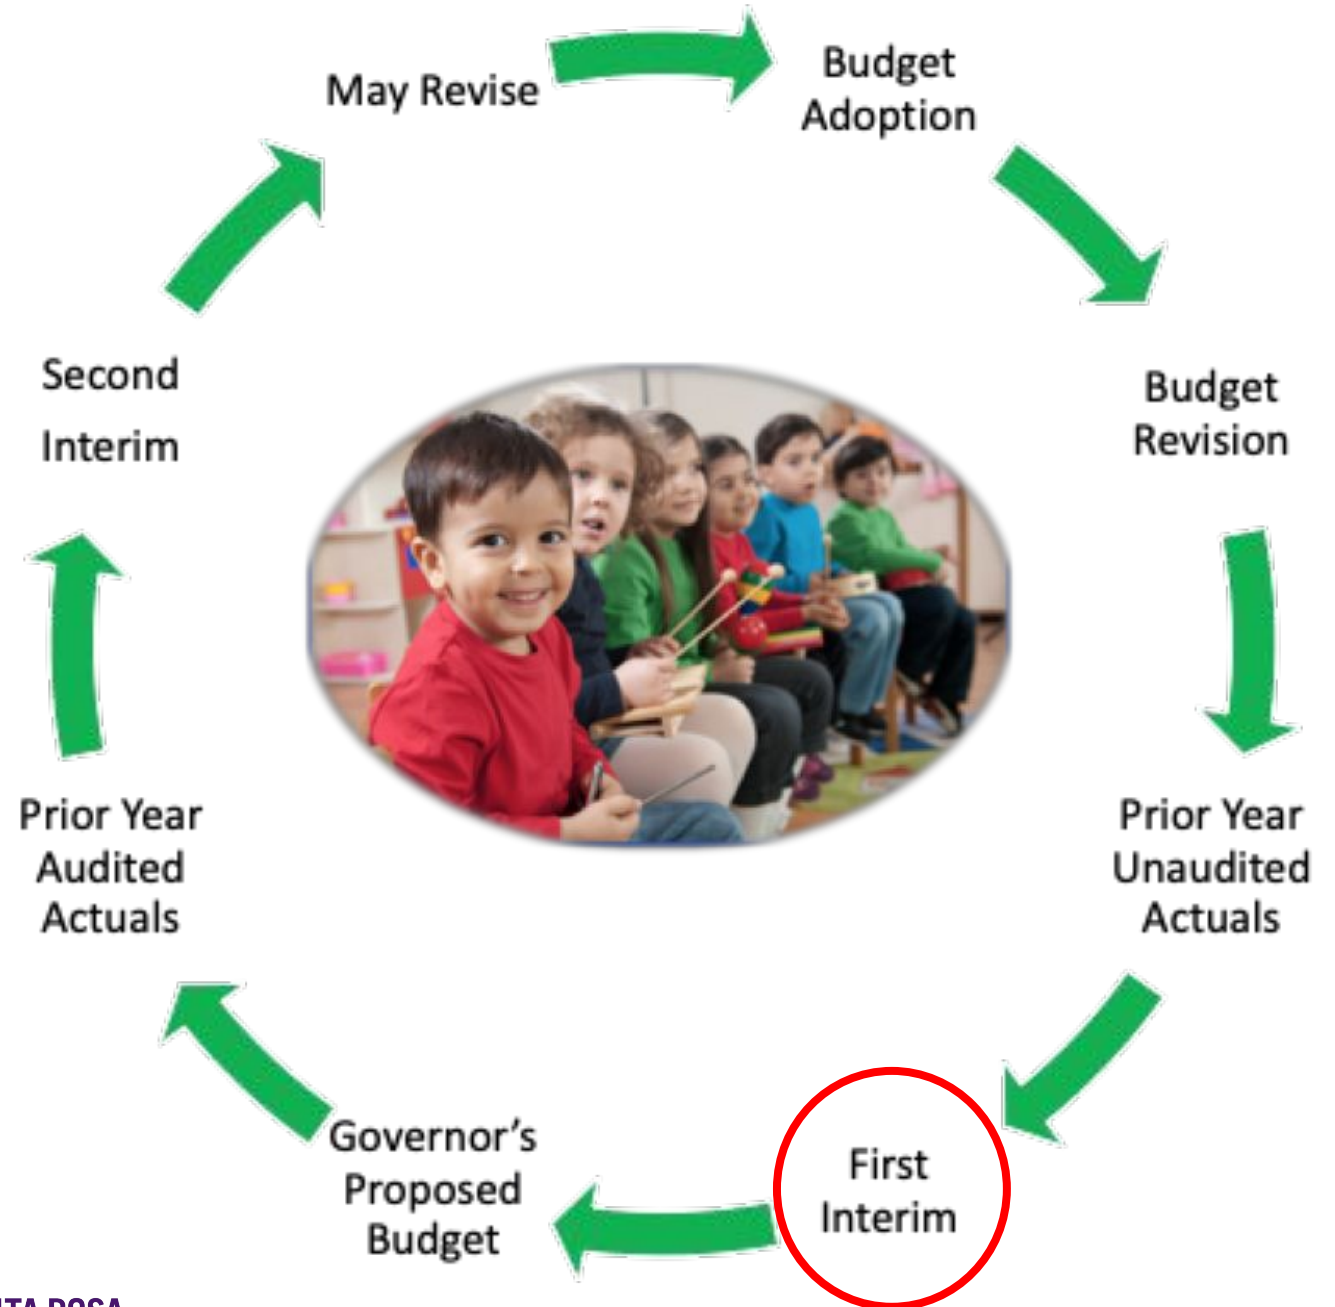 May Revise
Budget
Adoption
Budget
Revision
Prior Year
Unaudited
Actuals
First
Interim
Governor’s
Proposed
Budget
Prior Year
Audited
Actuals
Second
Interim